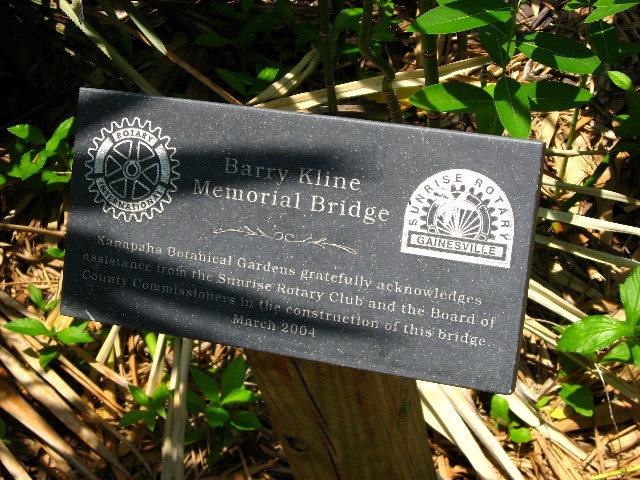 ROTARY
INTERNATIONAL
Barry Kline
Memorial Bridge
SUNRISE ROTARY
GAINESVILLE
Kanapaha Botanical Gardens gratefully acknowledges
assistance from the Sunrise Rotary Club and the Board of
County Commissioners in the construction of this bridge.
March 2004